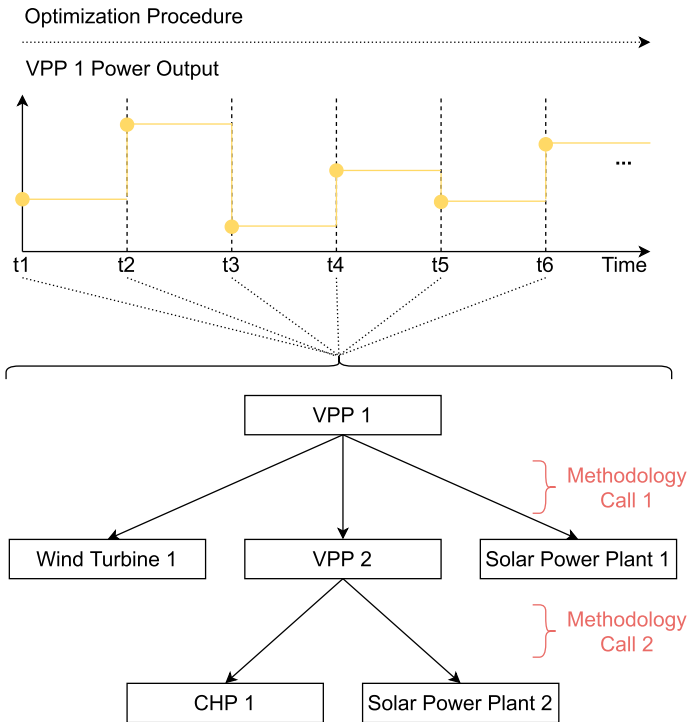 Optimization Procedure
VPP 1 Power Output
...
t1 t2 t3 t4 t5 t6 Time
VPP 1
Methodology
Call 1
Wind Turbine 1 VPP 2 Solar Power Plant 1
Methodology
Call 2
CHP 1 Solar Power Plant 2